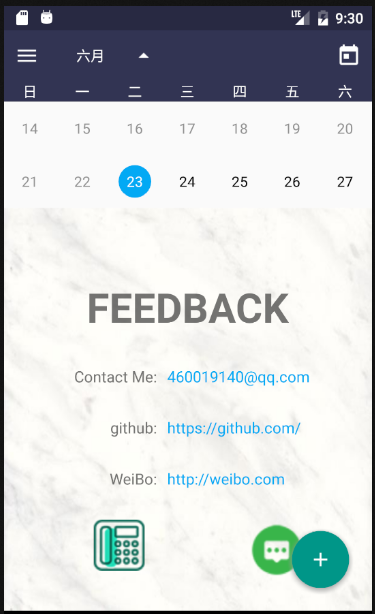 LTE 9:30
六月
日 一 二 三 四 五 六
14 15 16 17 18 19 20
21 22 23 24 25 26 27
FEEDBACK
Contact Me: 460019140@qq.com
github: https://github.com/
WeiBo: http://weibo.com